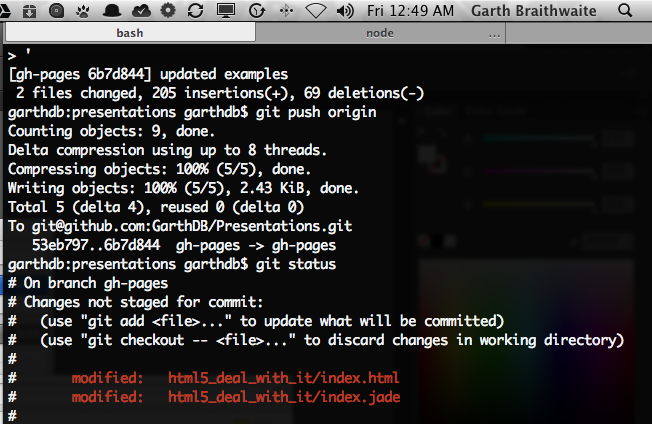 Fri 12:49 AM Garth Braithwaite
bash node ...
> '
[gh-pages 6b7d844] updated examples
 2 files changed, 205 insertions(+), 69 deletions(-)
garthdb:presentations garthdb$ git push origin
Counting objects: 9, done.
Delta compression using up to 8 threads.
Compressing objects: 100% (5/5), done.
Writing objects: 100% (5/5), 2.43 KiB, done.
Total 5 (delta 4), reused 0 (delta 0)
To git@github.com:GarthDB/Presentations.git
   53eb797..6b7d844  gh-pages -> gh-pages
garthdb:presentations garthdb$ git status
# On branch gh-pages
# Changes not staged for commit:
#   (use "git add <file>..." to update what will be committed)
#   (use "git checkout -- <file>..." to discard changes in working directory)
#
#       modified:   html5_deal_with_it/index.html
#       modified:   html5_deal_with_it/index.jade
#